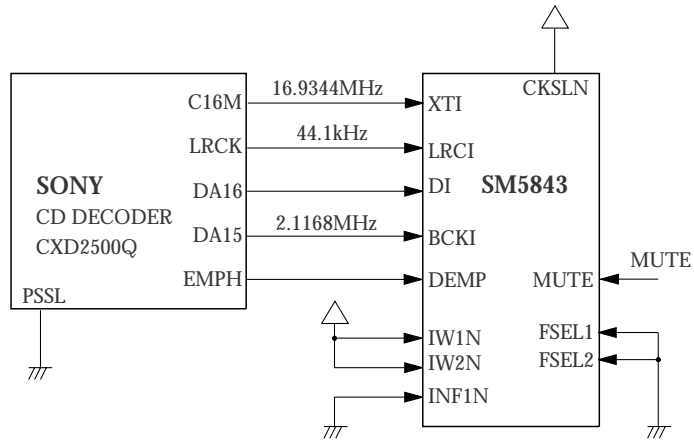 CKSLN
C16M 16.9344MHz XTI
LRCK 44.1kHz LRCI
SONY DA16 DI SM5843
CD DECODER
CXD2500Q DA15 2.1168MHz BCKI
EMPH DEMP MUTE MUTE
PSSL
IW1N FSEL1
IW2N FSEL2
INF1N